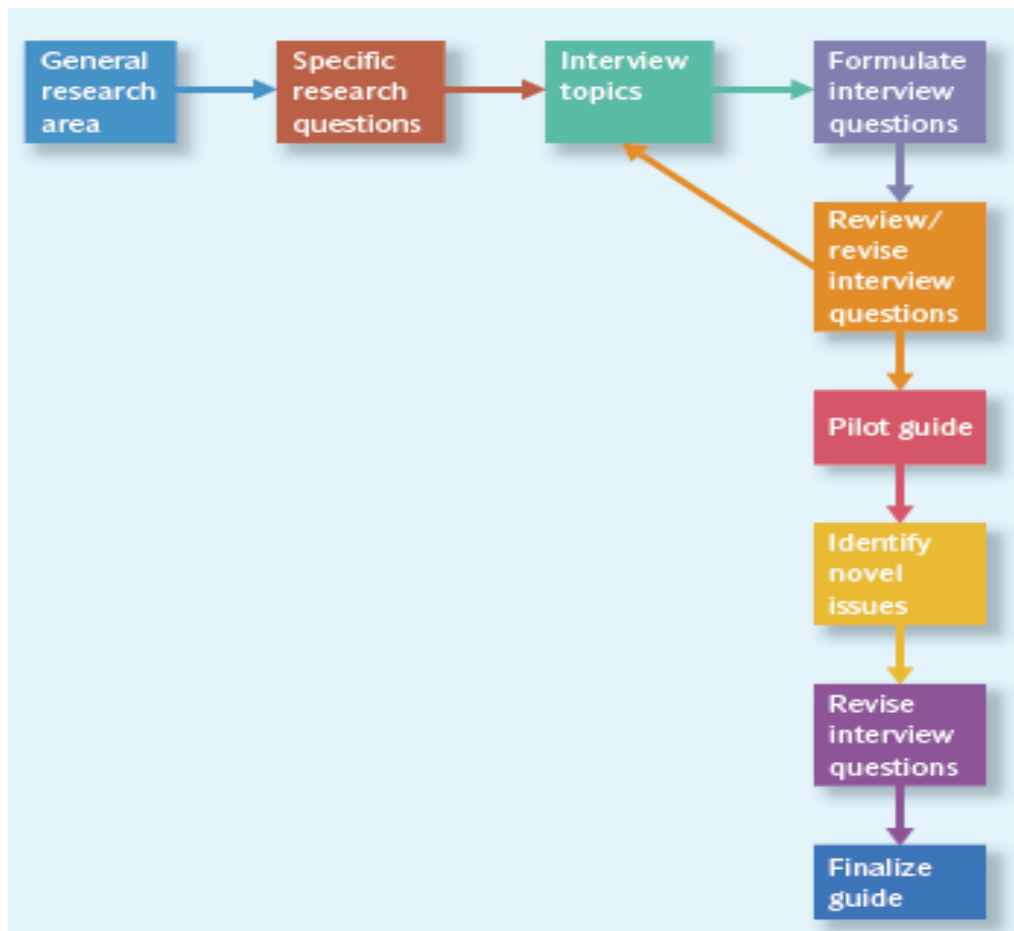 General
research
area
Specific
research
questions
Interview
topics
Formulate
interview
questions
Review/
revise
interview
questions
Pilot guide
Identify
novel
issues
Revise
interview
questions
Finalize
guide